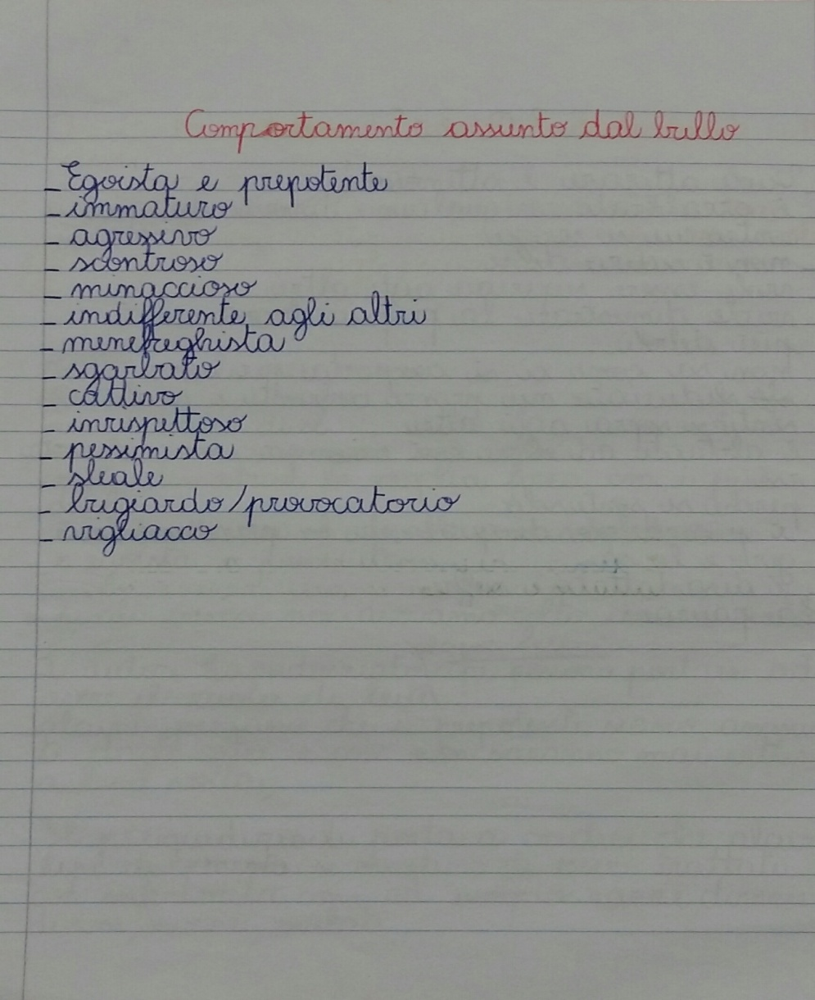 Comportamento assunto dal bullo
- Egoista e prepotente
- immaturo
- agressivo
- scontroso
- minaccioso
- indifferente agli altri
- menefreghista
- sgarbato
- cattivo
- inrispettoso
- pessimista
- sleale
- brugiardo/provocatorio
- vigliacco